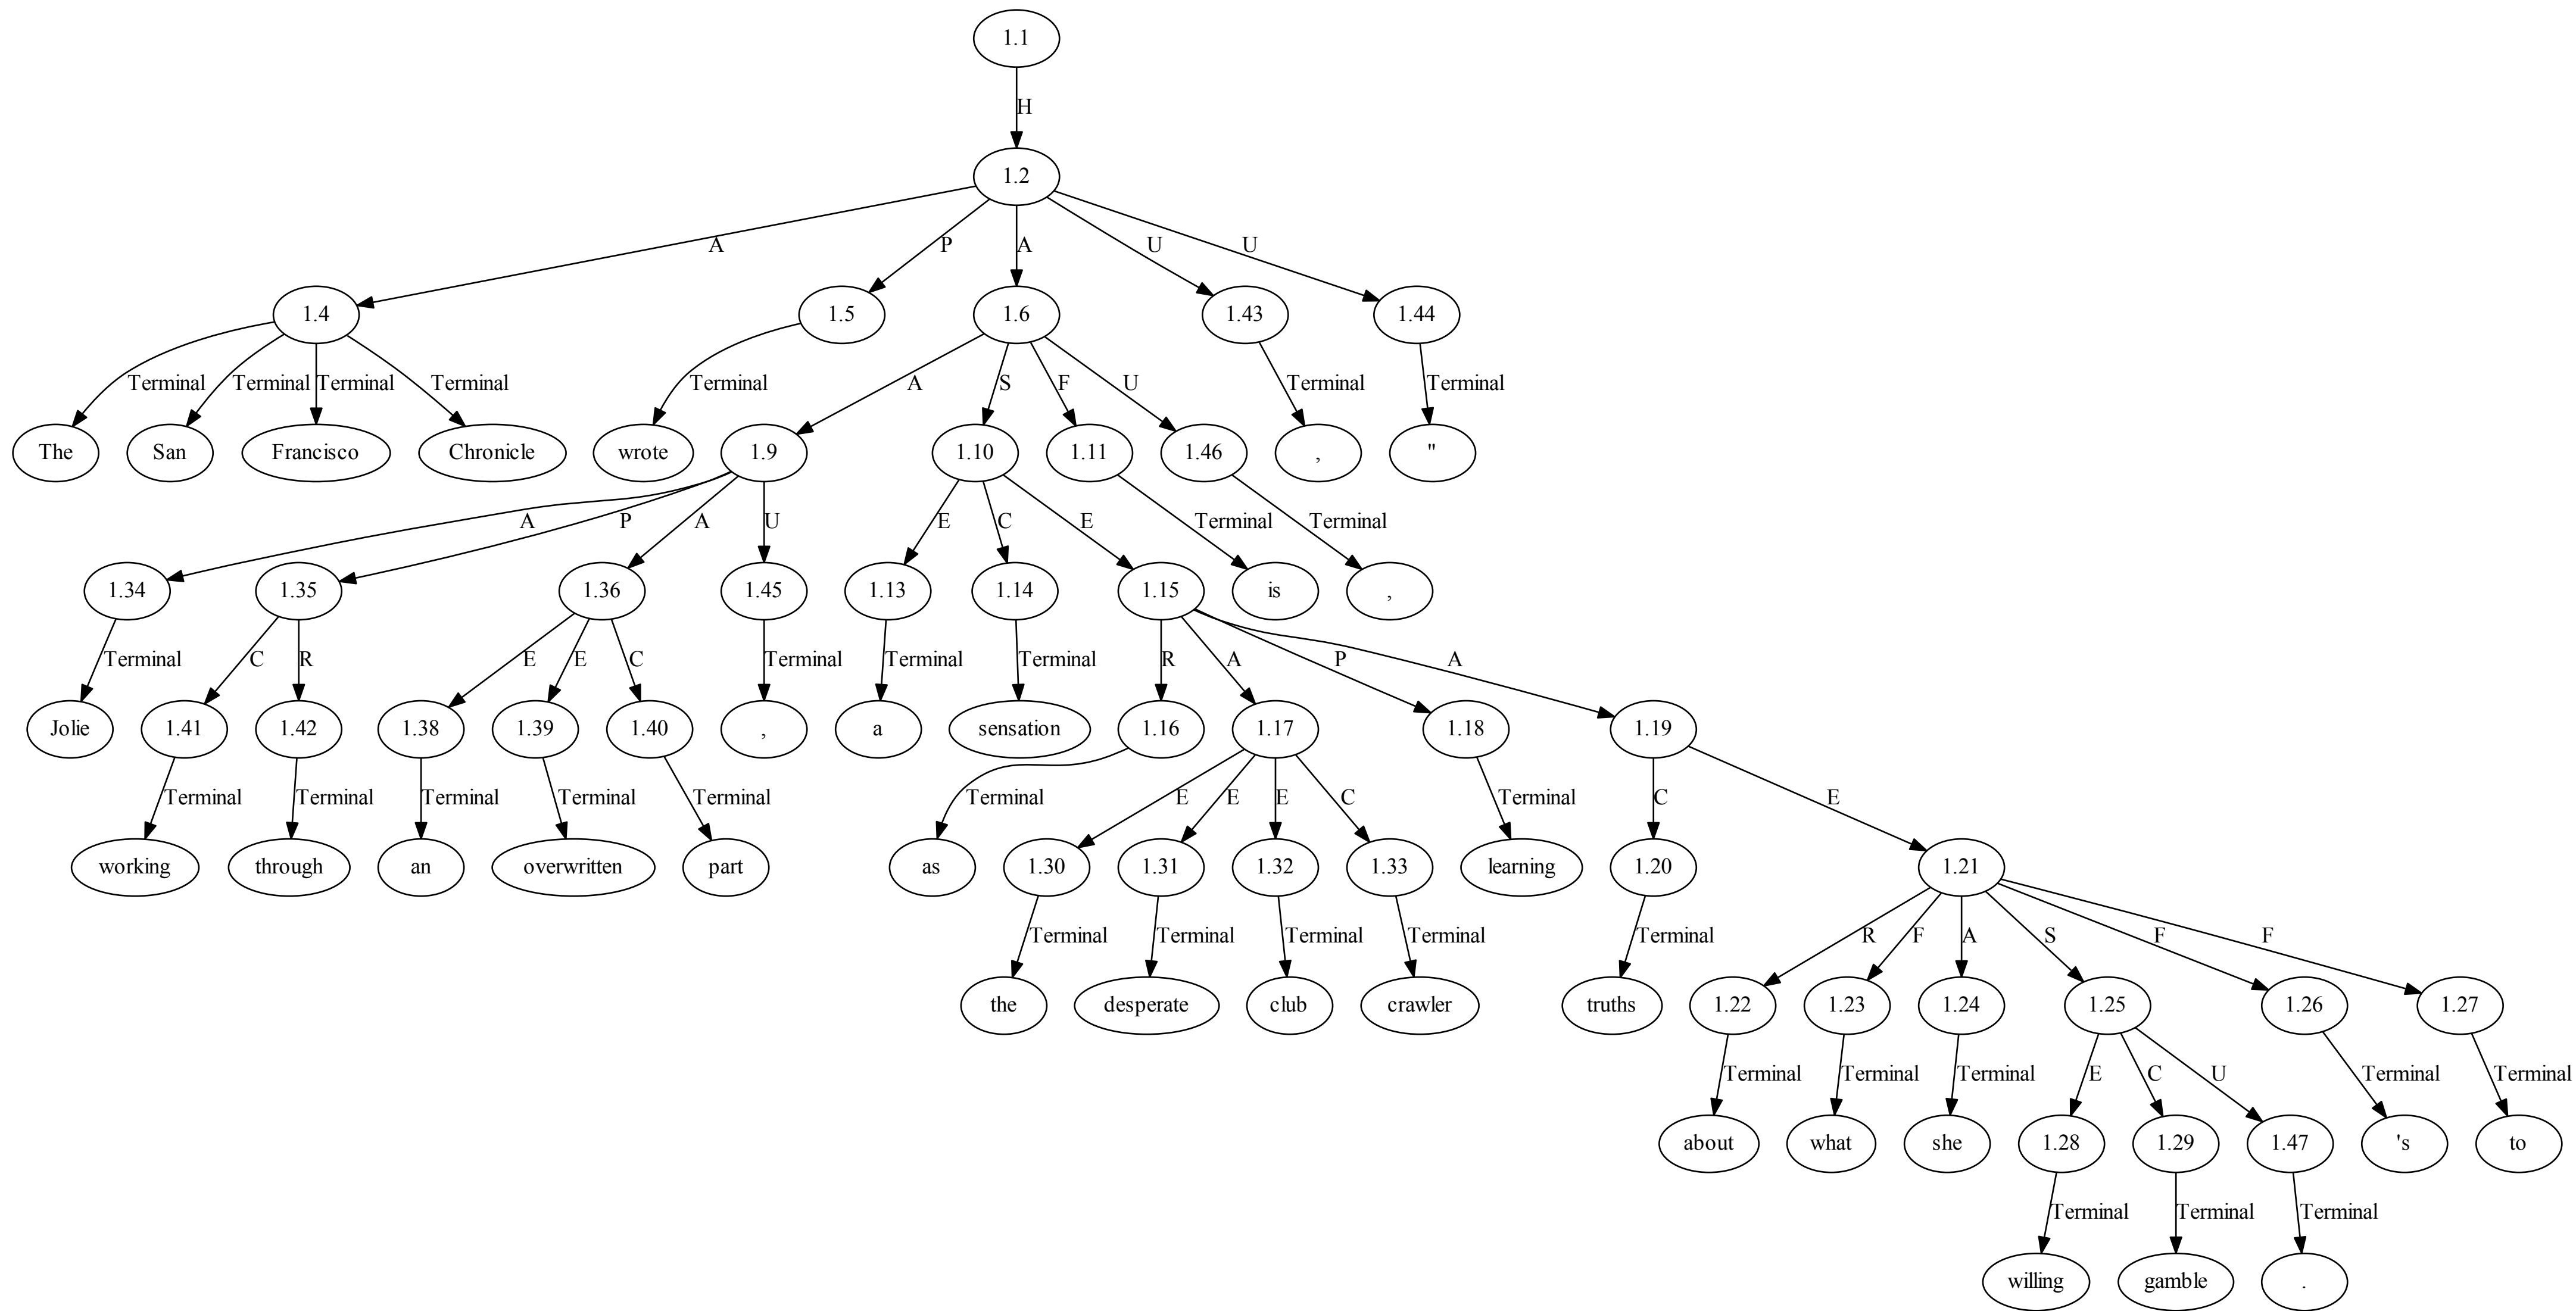 1.1
H
1.2
A P A U U
1.4 1.5 1.6 1.43 1.44
Terminal Terminal Terminal Terminal Terminal A S F U Terminal Terminal
The San Francisco Chronicle wrote 1.9 1.10 1.11 1.46 , "
A P A U E C E Terminal Terminal
1.34 1.35 1.36 1.45 1.13 1.14 1.15 is ,
Terminal C R E E C Terminal Terminal Terminal R A P A
Jolie 1.41 1.42 1.38 1.39 1.40 , a sensation 1.16 1.17 1.18 1.19
Terminal Terminal Terminal Terminal Terminal Terminal E E E C Terminal C E
working through an overwritten part as 1.30 1.31 1.32 1.33 learning 1.20 1.21
Terminal Terminal Terminal Terminal Terminal R F A S F F
the desperate club crawler truths 1.22 1.23 1.24 1.25 1.26 1.27
Terminal Terminal Terminal E C U Terminal Terminal
about what she 1.28 1.29 1.47 's to
Terminal Terminal Terminal
willing gamble .